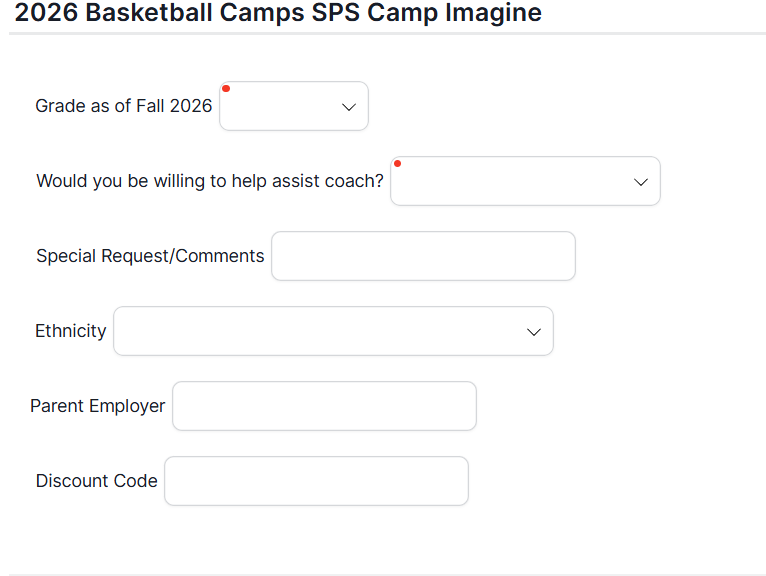 2026 Basketball Camps SPS Camp Imagine
Grade as of Fall 2026
Would you be willing to help assist coach?
Special Request/Comments
Ethnicity
Parent Employer
Discount Code